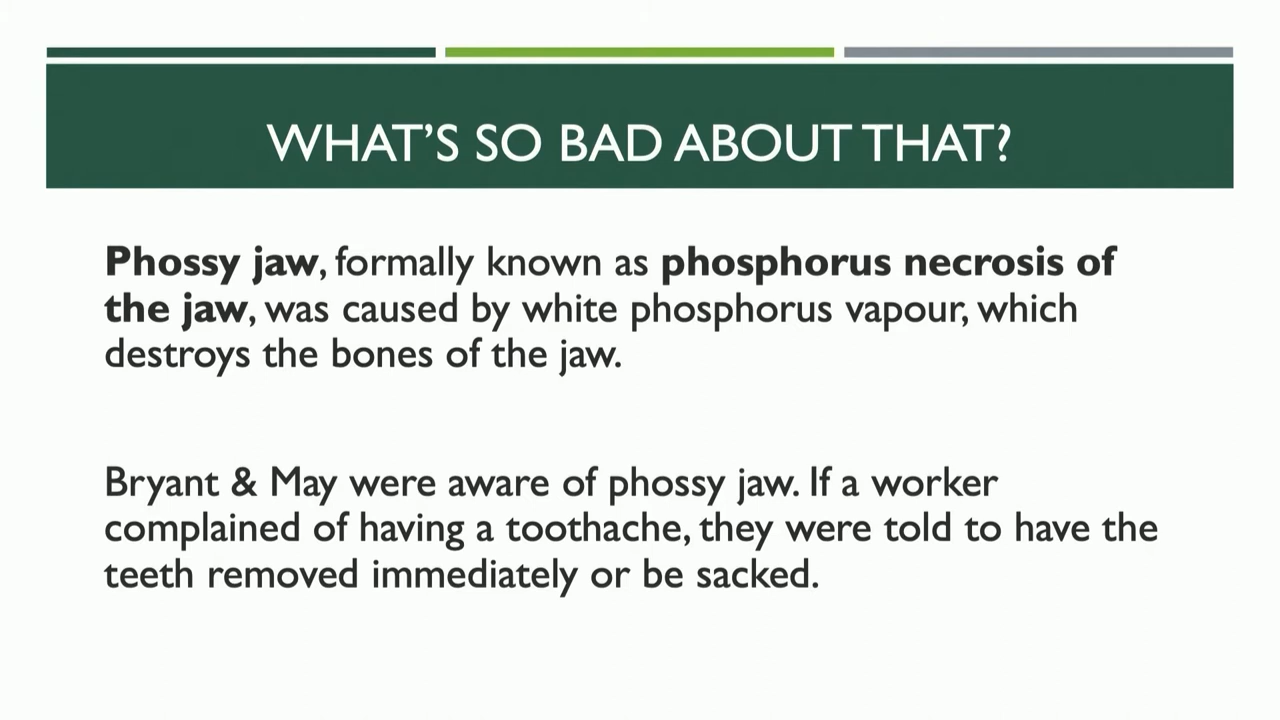 WHAT'S SO BAD ABOUT THAT?
Phossy jaw, formally known as phosphorus necrosis of
the jaw, was caused by white phosphorus vapour, which
destroys the bones of the jaw.
Bryant & May were aware of phossy jaw. If a worker
complained of having a toothache, they were told to have the
teeth removed immediately or be sacked.